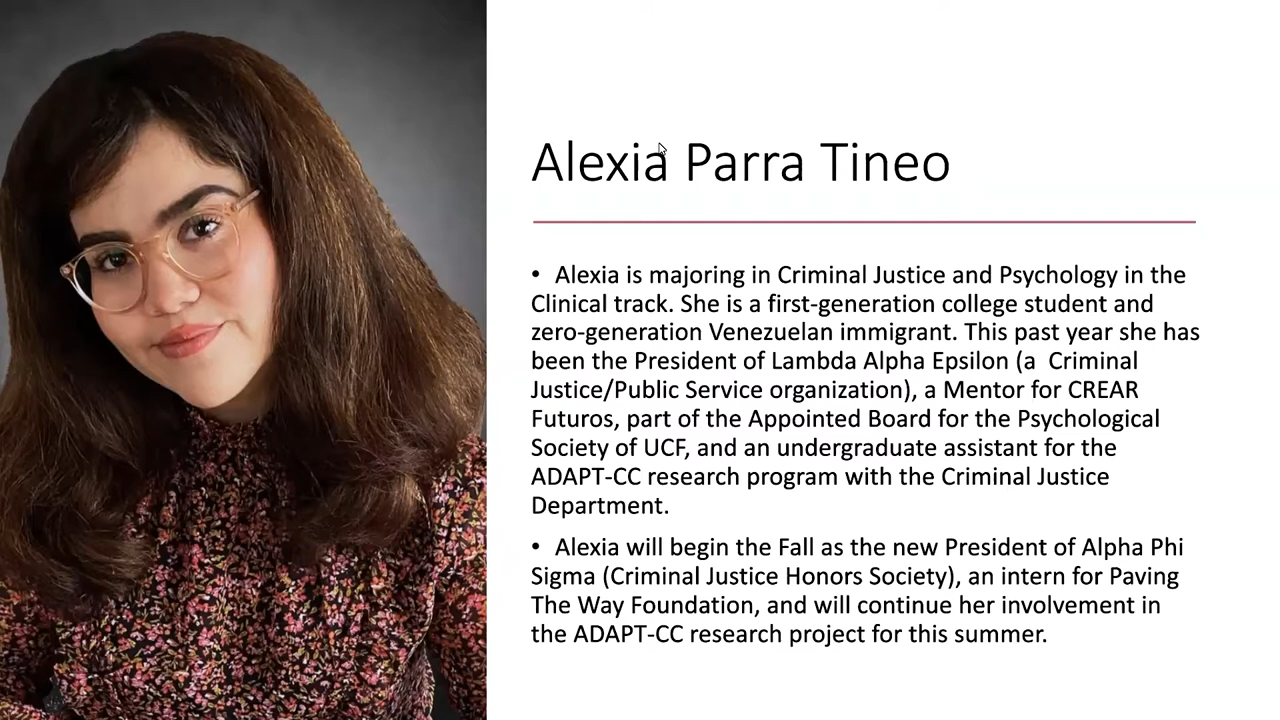 Alexia Parra Tineo
• Alexia is majoring in Criminal Justice and Psychology in the
Clinical track. She is a first-generation college student and
zero-generation Venezuelan immigrant. This past year she has
been the President of Lambda Alpha Epsilon (a  Criminal
Justice/Public Service organization), a Mentor for CREAR
Futuros, part of the Appointed Board for the Psychological
Society of UCF, and an undergraduate assistant for the
ADAPT-CC research program with the Criminal Justice
Department.
• Alexia will begin the Fall as the new President of Alpha Phi
Sigma (Criminal Justice Honors Society), an intern for Paving
The Way Foundation, and will continue her involvement in
the ADAPT-CC research project for this summer.